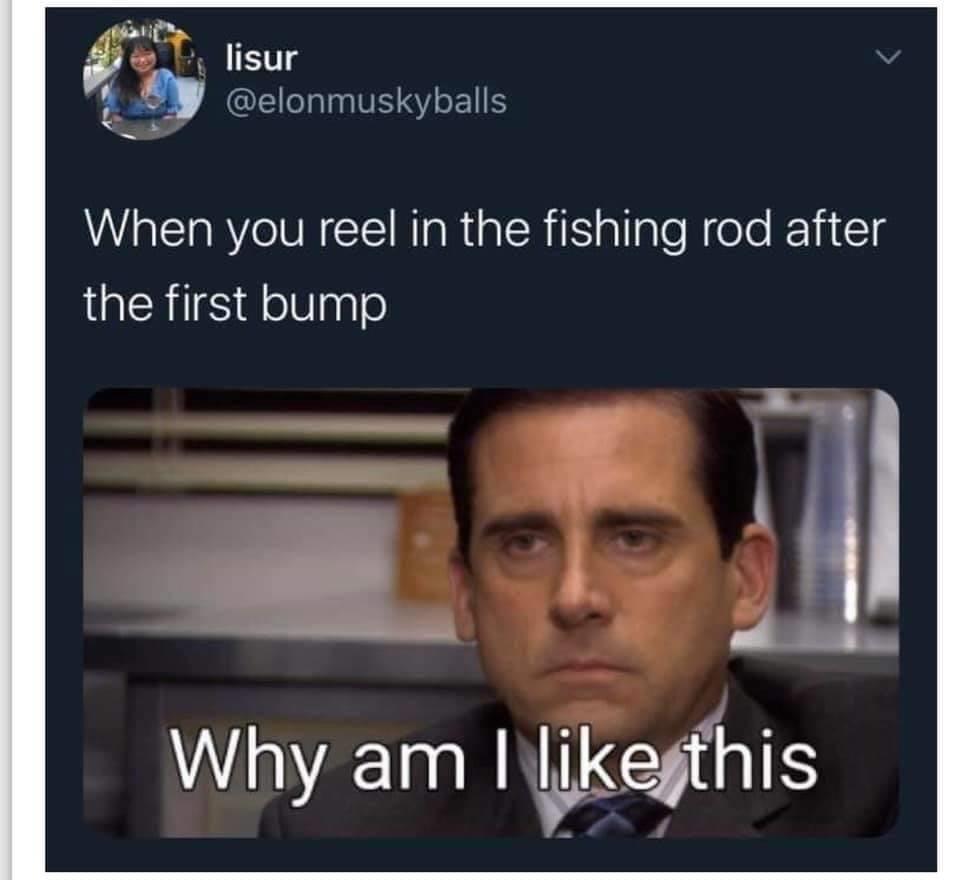 lisur
@elonmuskyballs
When you reel in the fishing rod after
the first bump
Why am I like this